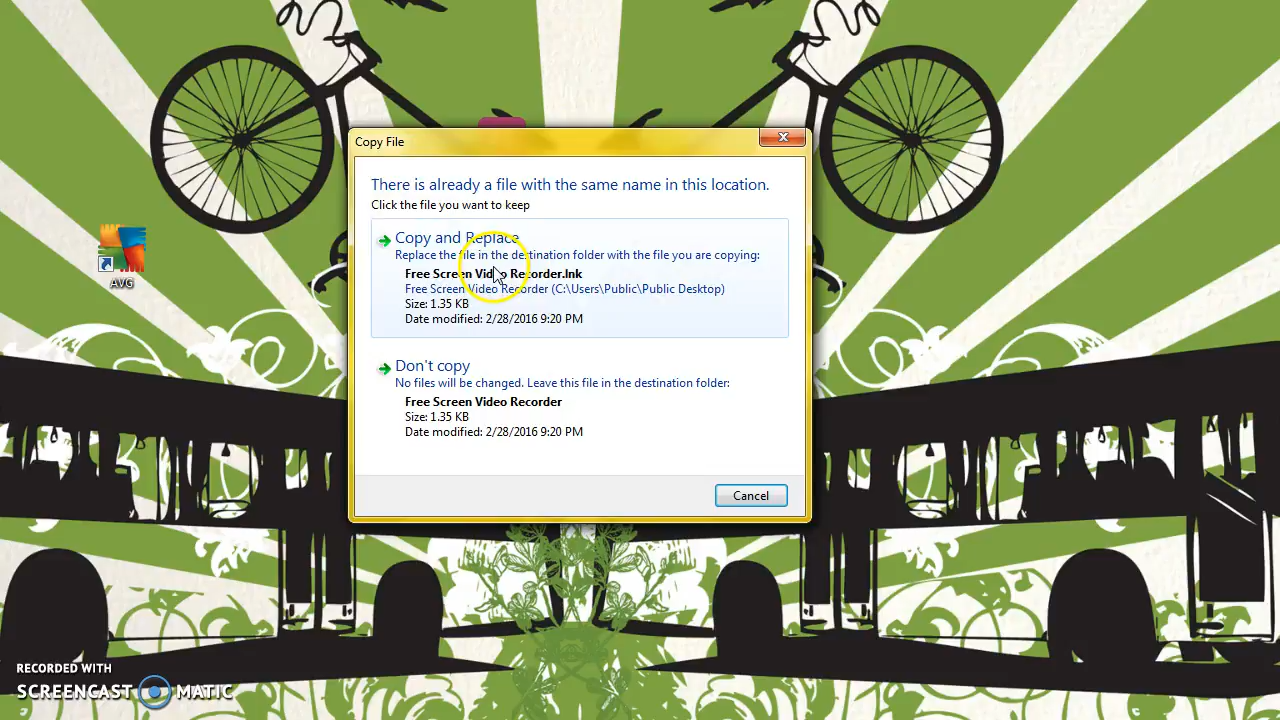 Copy File
There is already a file with the same name in this location.
Click the file you want to keep
Copy and Replace
Replace the file in the destination folder with the file you are copying:
Free Screen Video Recorder.lnk
Free Screen Video Recorder (C:\Users\Public\Public Desktop)
Size: 1.35 KB
Date modified: 2/28/2016 9:20 PM
AVG
Don't copy
No files will be changed. Leave this file in the destination folder:
Free Screen Video Recorder
Size: 1.35 KB
Date modified: 2/28/2016 9:20 PM
Cancel
RECORDED WITH
SCREENCAST MATIC